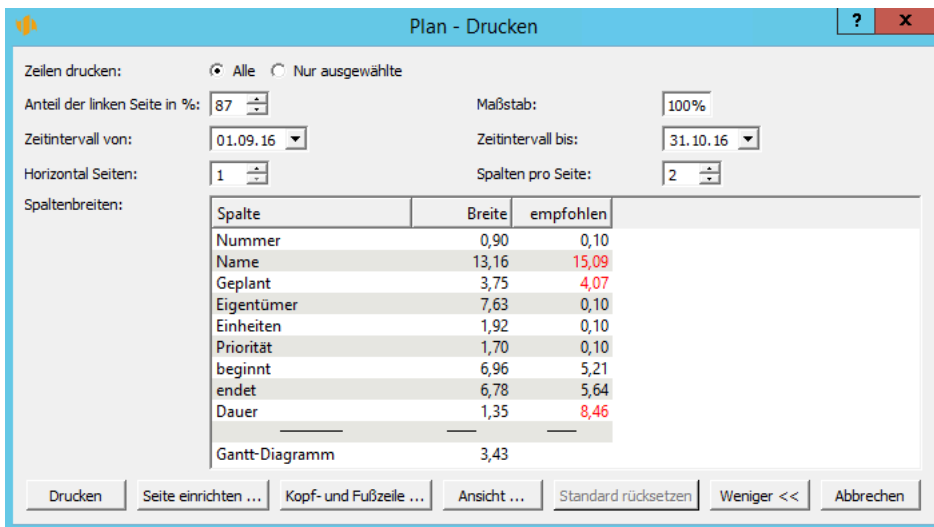 Plan - Drucken
? x
Zeilen drucken: Alle Nur ausgewählte
Anteil der linken Seite in %: 87 Maßstab: 100%
Zeitintervall von: 01.09.16 Zeitintervall bis: 31.10.16
Horizontal Seiten: 1 Spalten pro Seite: 2
Spaltenbreiten:
Spalte Breite empfohlen
Nummer 0,90 0,10
Name 13,16 15,09
Geplant 3,75 4,07
Eigentümer 7,63 0,10
Einheiten 1,92 0,10
Priorität 1,70 0,10
beginnt 6,96 5,21
endet 6,78 5,64
Dauer 1,35 8,46
Gantt-Diagramm 3,43
Drucken Seite einrichten ... Kopf- und Fußzeile ... Ansicht ... Standard rücksetzen Weniger << Abbrechen